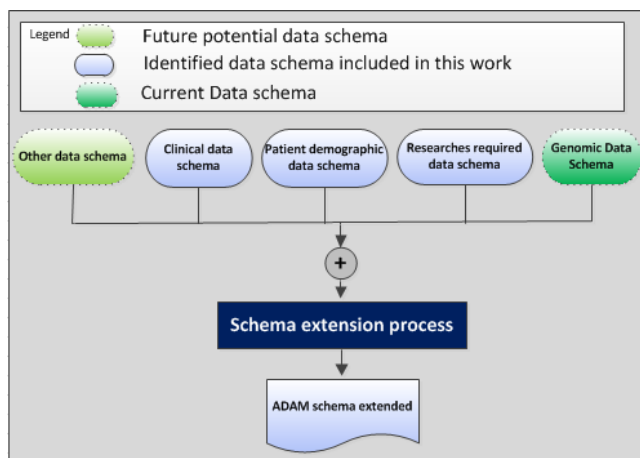 Legend
Future potential data schema
Identified data schema included in this work
Current Data schema
Other data schema
Clinical data
schema
Patient demographic
data schema
Researches required
data schema
Genomic Data
Schema
+
Schema extension process
ADAM schema extended